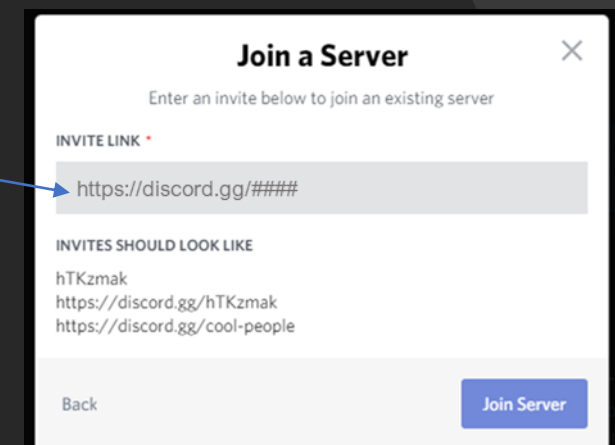 Join a Server
Enter an invite below to join an existing server
INVITE LINK *
https://discord.gg/####
INVITES SHOULD LOOK LIKE
hTKzmak
https://discord.gg/hTKzmak
https://discord.gg/cool-people
Back
Join Server